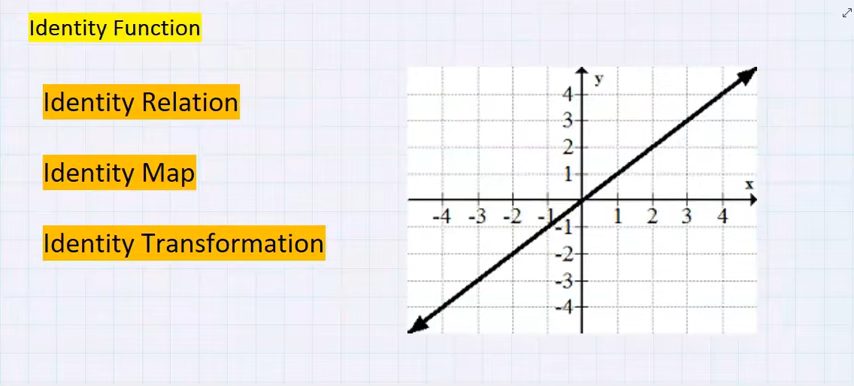 Identity Function
Identity Relation
Identity Map
Identity Transformation
y
4
3
2
1
x
-4 -3 -2 -1 1 2 3 4
-1
-2
-3
-4